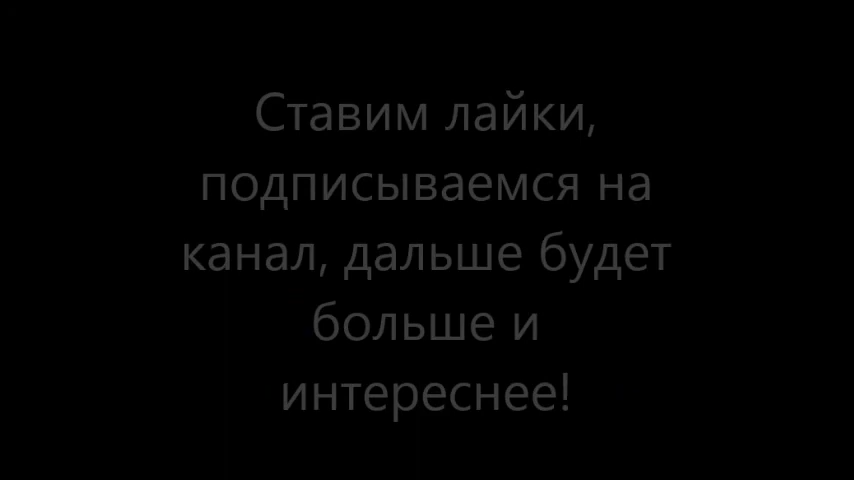 Ставим лайки,
подписываемся на
канал, дальше будет
больше и
интереснее!